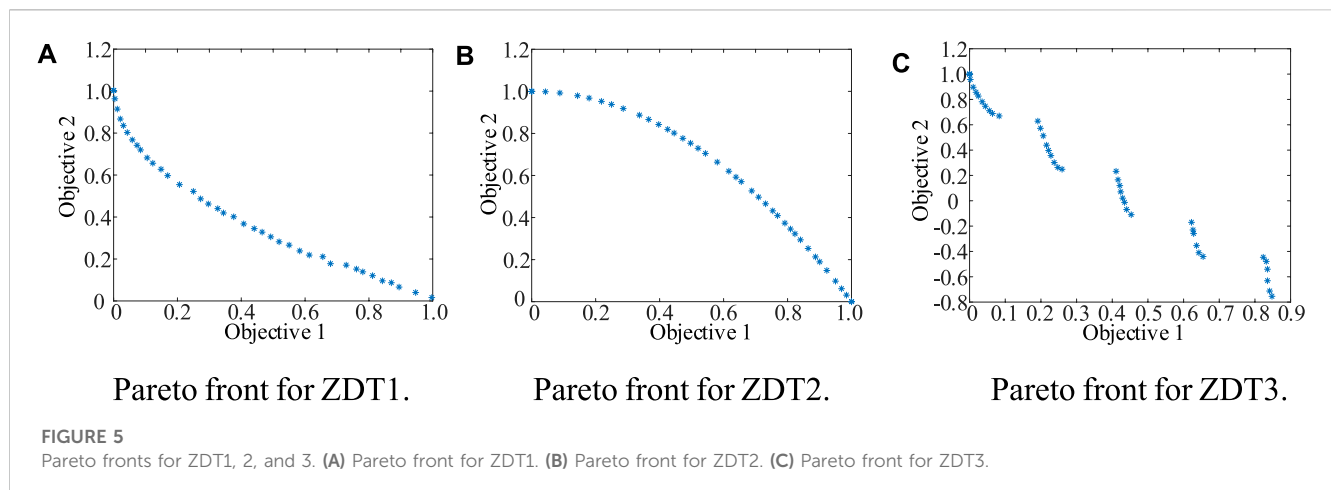 A
1.2
1.0
0.8
0.6
0.4
0.2
0
Objective 2
0 0.2 0.4 0.6 0.8 1.0
Objective 1
Pareto front for ZDT1.
B
1.2
1.0
0.8
0.6
0.4
0.2
0
Objective 2
0 0.2 0.4 0.6 0.8 1.0
Objective 1
Pareto front for ZDT2.
C
1.2
1.0
0.8
0.6
0.4
0.2
0
-0.2
-0.4
-0.6
-0.8
Objective 2
0 0.1 0.2 0.3 0.4 0.5 0.6 0.7 0.8 0.9
Objective 1
Pareto front for ZDT3.
FIGURE 5
Pareto fronts for ZDT1, 2, and 3. (A) Pareto front for ZDT1. (B) Pareto front for ZDT2. (C) Pareto front for ZDT3.